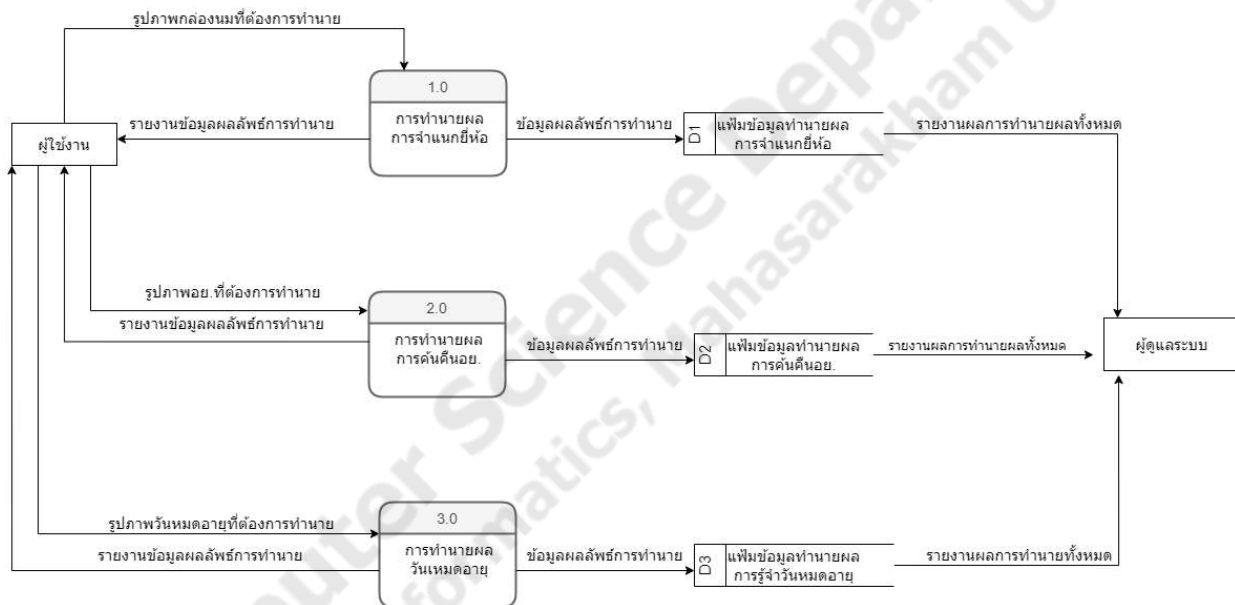 รูปภาพกล่องนมที่ต้องการทำนาย
1.0
การทำนายผล
การจำแนกยี่ห้อ
รายงานข้อมูลผลลัพธ์การทำนาย
ข้อมูลผลลัพธ์การทำนาย
D1
แฟ้มข้อมูลทำนายผล
การจำแนกยี่ห้อ
รายงานผลการทำนายผลทั้งหมด
ผู้ใช้งาน
รูปภาพอย.ที่ต้องการทำนาย
รายงานข้อมูลผลลัพธ์การทำนาย
2.0
การทำนายผล
การค้นคืนอย.
ข้อมูลผลลัพธ์การทำนาย
D2
แฟ้มข้อมูลทำนายผล
การค้นคืนอย.
รายงานผลการทำนายผลทั้งหมด
ผู้ดูแลระบบ
รูปภาพวันหมดอายุที่ต้องการทำนาย
รายงานข้อมูลผลลัพธ์การทำนาย
3.0
การทำนายผล
วันเหมดอายุ
ข้อมูลผลลัพธ์การทำนาย
D3
แฟ้มข้อมูลทำนายผล
การรู้จำวันหมดอายุ
รายงานผลการทำนายทั้งหมด
Science
Mahasarakham